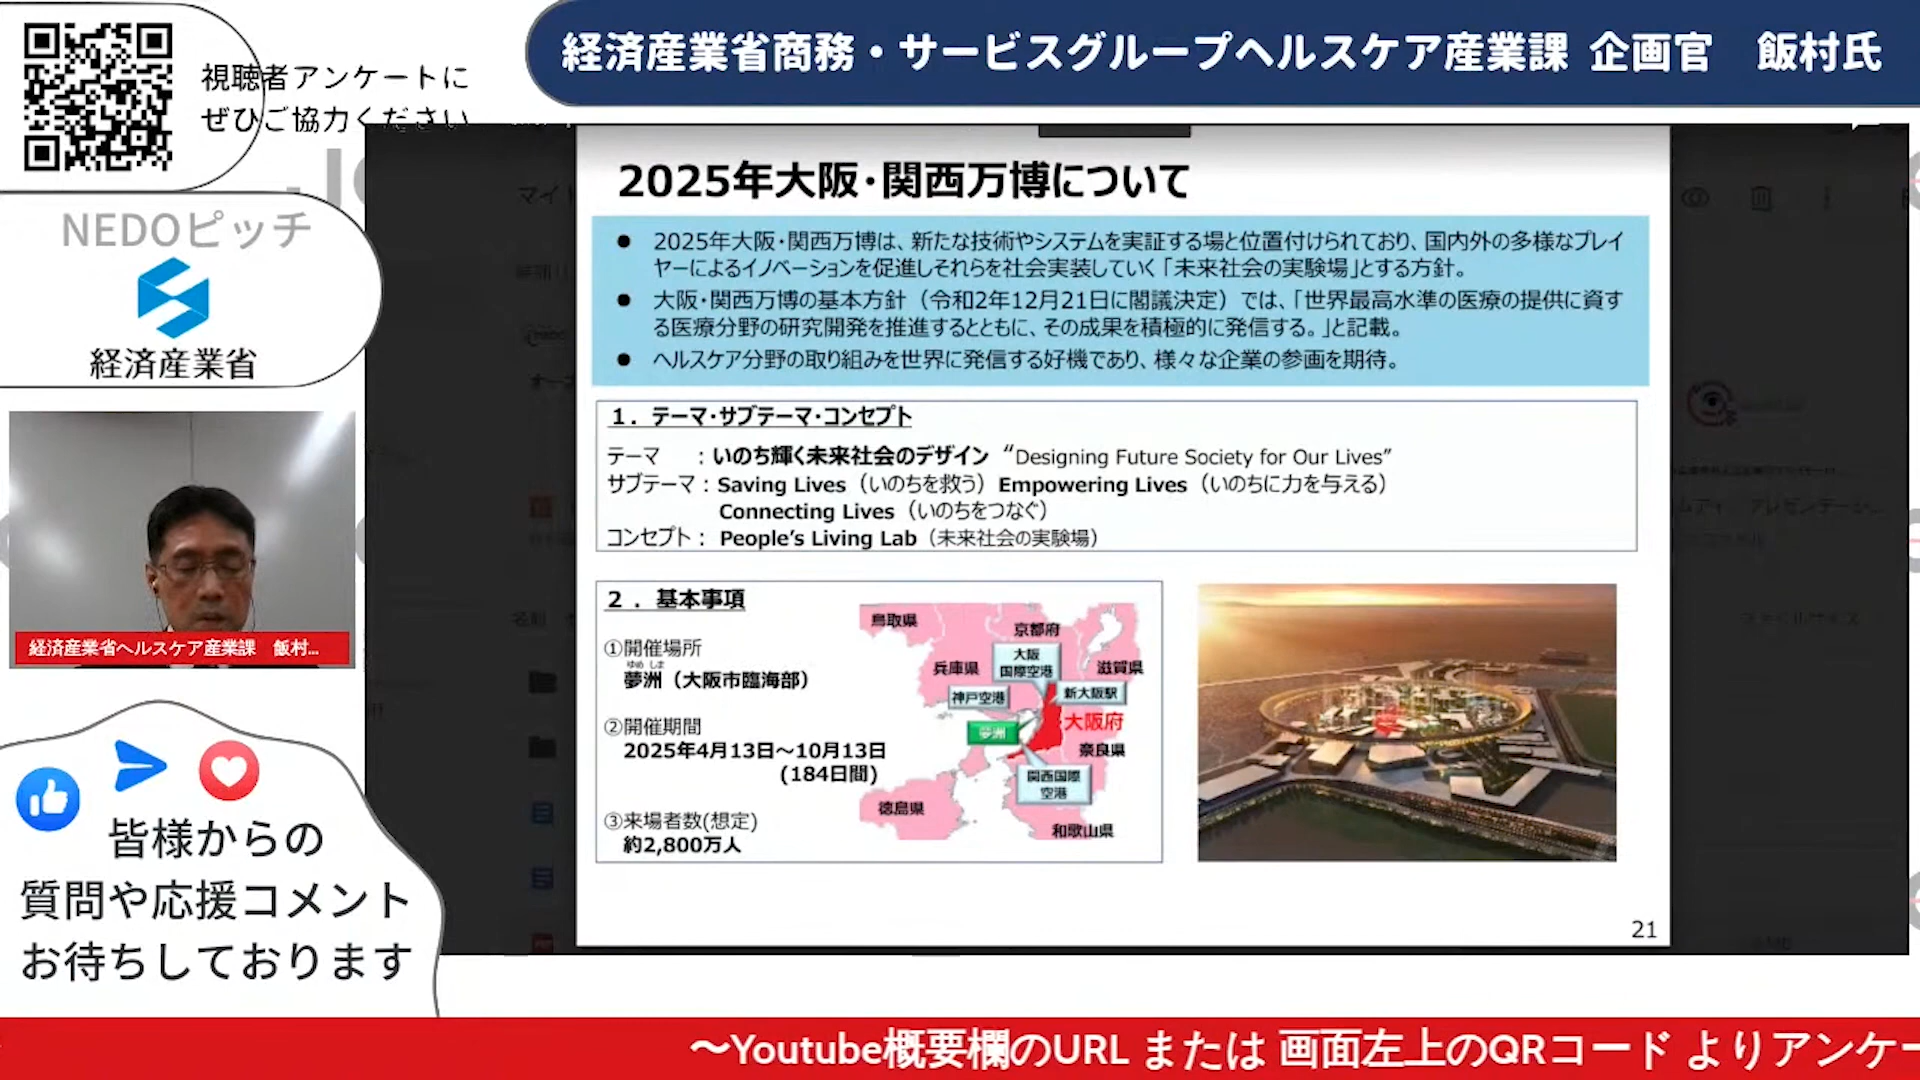 視聴者アンケートに
ぜひご協力ください
経済産業省商務・サービスグループヘルスケア産業課 企画官　飯村氏
NEDOピッチ
経済産業省
経済産業省ヘルスケア産業課　飯村...
皆様からの
質問や応援コメント
お待ちしております
2025年大阪・関西万博について
● 2025年大阪・関西万博は、新たな技術やシステムを実証する場と位置付けられており、国内外の多様なプレイ
ヤーによるイノベーションを促進しそれらを社会実装していく「未来社会の実験場」とする方針。
● 大阪・関西万博の基本方針（令和2年12月21日に閣議決定）では、「世界最高水準の医療の提供に資す
る医療分野の研究開発を推進するとともに、その成果を積極的に発信する。」と記載。
● ヘルスケア分野の取り組みを世界に発信する好機であり、様々な企業の参画を期待。
１．テーマ・サブテーマ・コンセプト
テーマ　：いのち輝く未来社会のデザイン “Designing Future Society for Our Lives”
サブテーマ：Saving Lives（いのちを救う）Empowering Lives（いのちに力を与える）
Connecting Lives（いのちをつなぐ）
コンセプト： People’s Living Lab（未来社会の実験場）
２．基本事項
①開催場所
ゆめ しま
夢洲（大阪市臨海部）
②開催期間
2025年4月13日～10月13日
(184日間)
③来場者数(想定)
約2,800万人
鳥取県
京都府
兵庫県
大阪
国際空港
滋賀県
神戸空港
新大阪駅
大阪府
夢洲
奈良県
関西国際
空港
徳島県
和歌山県
21
マイト
～Youtube概要欄のURL または 画面左上のQRコード よりアンケー